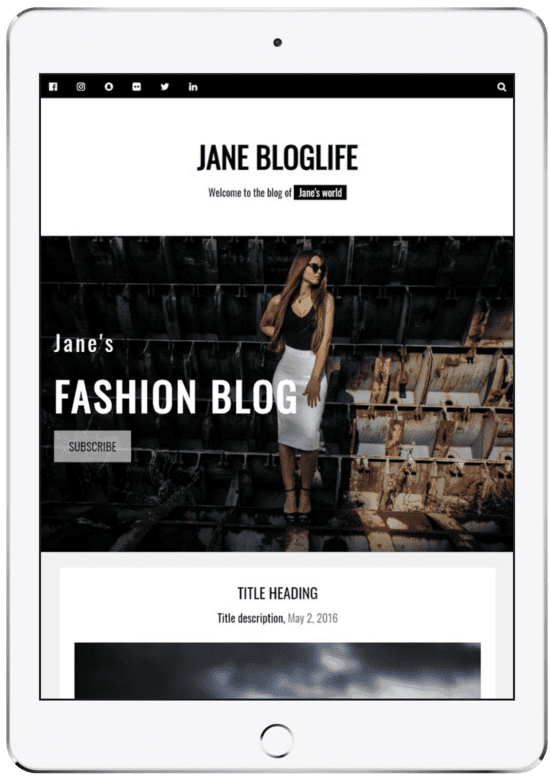 JANE BLOGLIFE
Welcome to the blog of Jane's world
Jane's
FASHION BLOG
SUBSCRIBE
TITLE HEADING
Title description, May 2, 2016